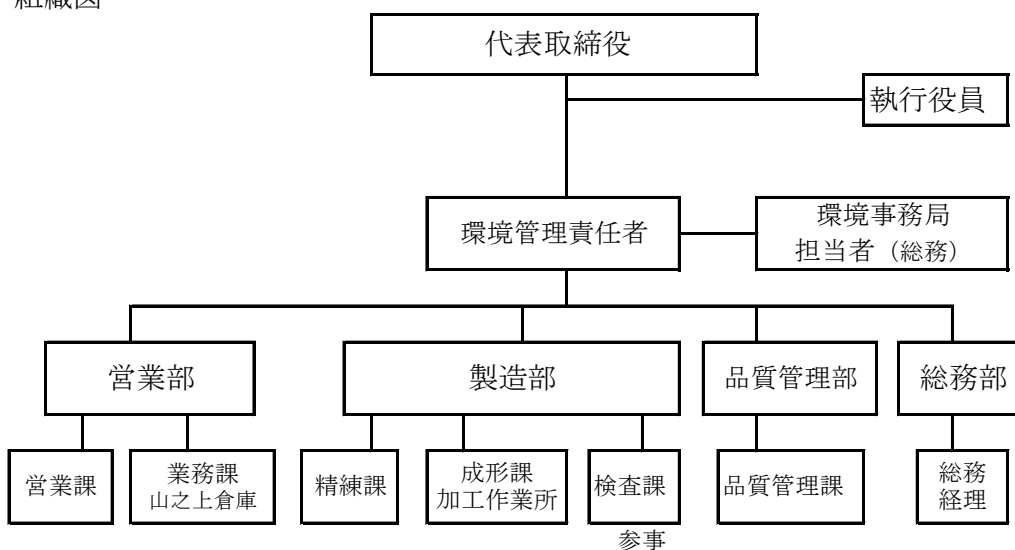 組織図
代表取締役
執行役員
環境管理責任者
環境事務局
担当者（総務）
営業部
製造部
品質管理部
総務部
営業課
業務課
山之上倉庫
精練課
成形課
加工作業所
検査課
品質管理課
総務
経理
参事